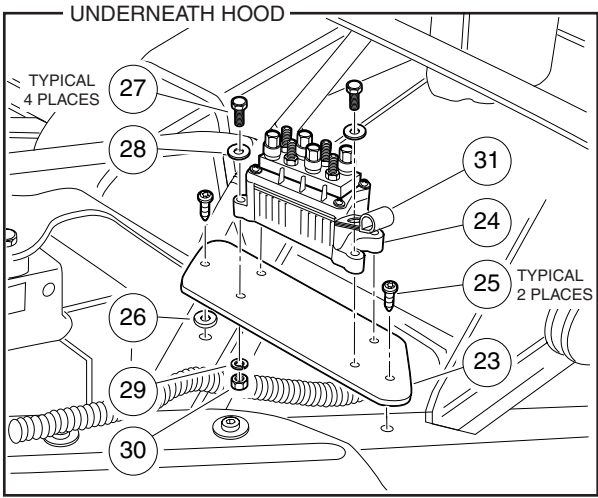 UNDERNEATH HOOD
TYPICAL
4 PLACES
27
28
31
24
25
TYPICAL
2 PLACES
26
23
29
30